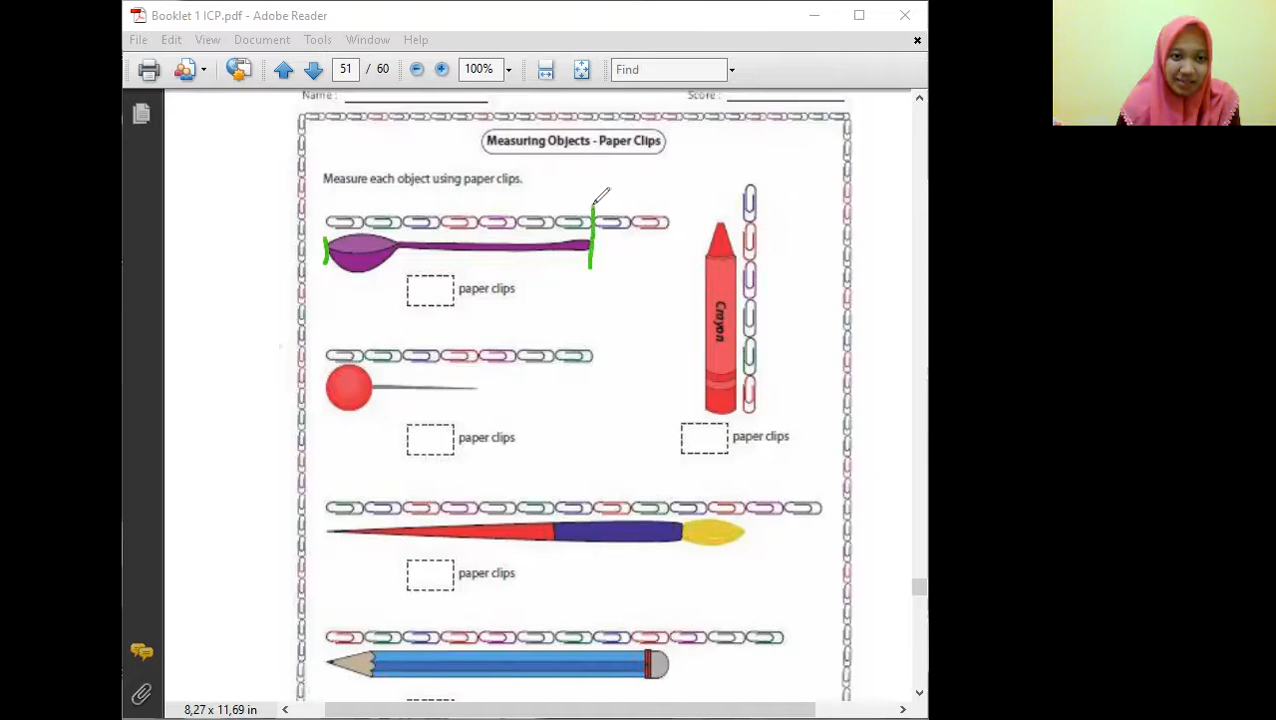 Booklet 1 ICP.pdf - Adobe Reader
File Edit View Document Tools Window Help
51 / 60 100% Find
Name : Score :
Measuring Objects - Paper Clips
Measure each object using paper clips.
paper clips
Crayon
paper clips
paper clips
paper clips
8,27 x 11,69 in